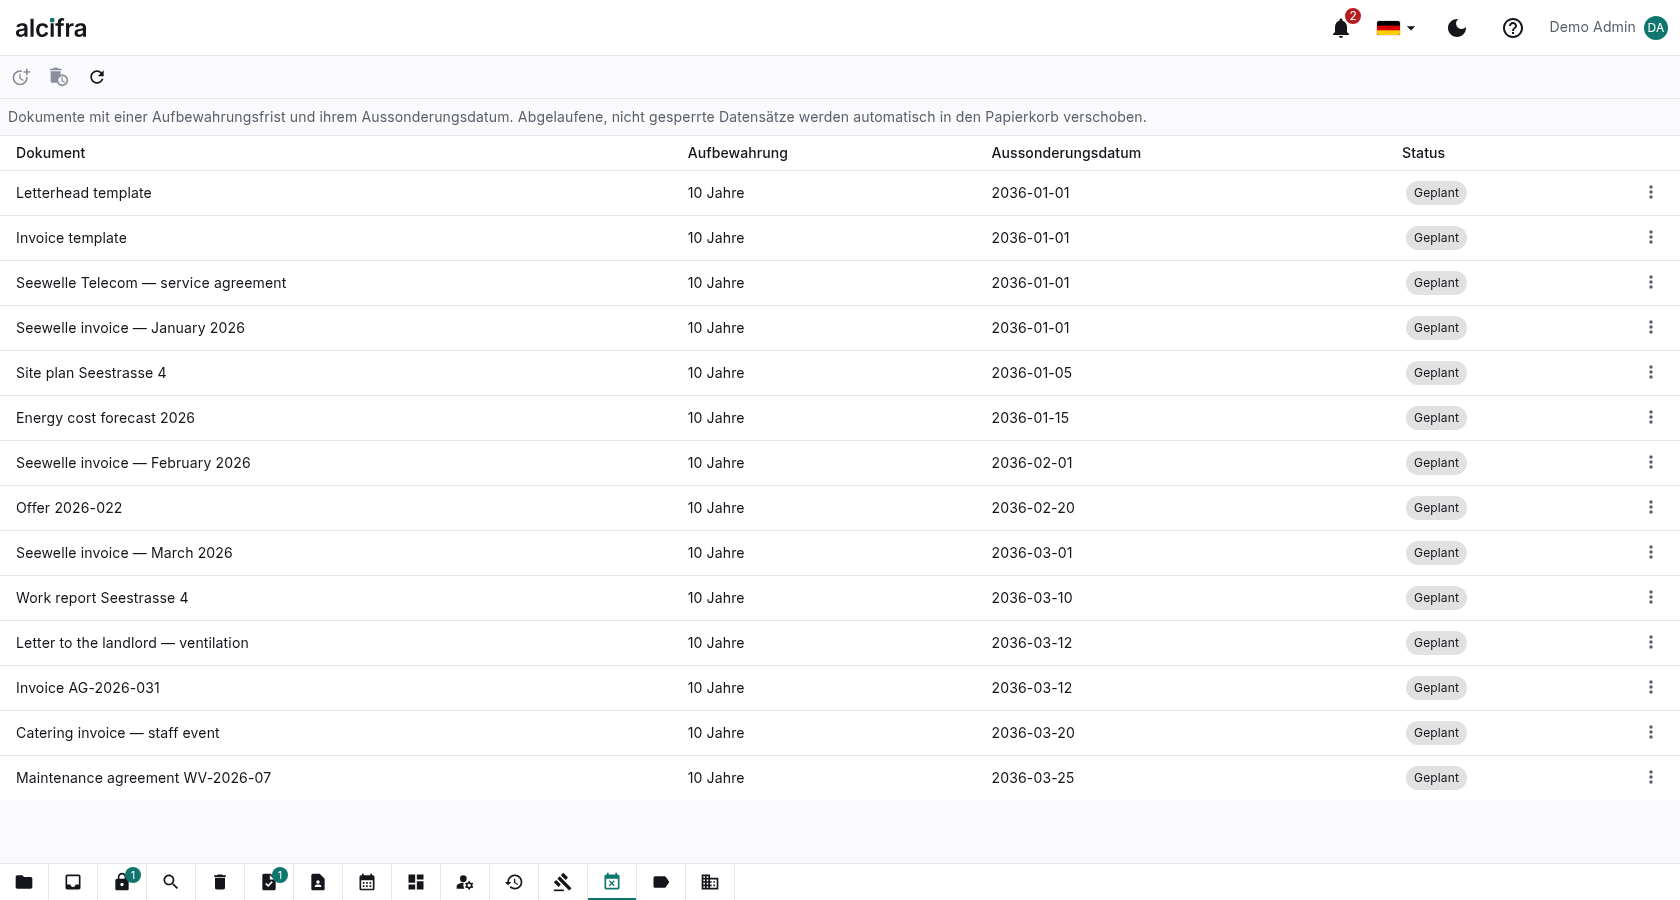 alcifra
2
Demo Admin DA
Dokumente mit einer Aufbewahrungsfrist und ihrem Aussonderungsdatum. Abgelaufene, nicht gesperrte Datensätze werden automatisch in den Papierkorb verschoben.
Dokument Aufbewahrung Aussonderungsdatum Status
Letterhead template 10 Jahre 2036-01-01 Geplant
Invoice template 10 Jahre 2036-01-01 Geplant
Seewelle Telecom — service agreement 10 Jahre 2036-01-01 Geplant
Seewelle invoice — January 2026 10 Jahre 2036-01-01 Geplant
Site plan Seestrasse 4 10 Jahre 2036-01-05 Geplant
Energy cost forecast 2026 10 Jahre 2036-01-15 Geplant
Seewelle invoice — February 2026 10 Jahre 2036-02-01 Geplant
Offer 2026-022 10 Jahre 2036-02-20 Geplant
Seewelle invoice — March 2026 10 Jahre 2036-03-01 Geplant
Work report Seestrasse 4 10 Jahre 2036-03-10 Geplant
Letter to the landlord — ventilation 10 Jahre 2036-03-12 Geplant
Invoice AG-2026-031 10 Jahre 2036-03-12 Geplant
Catering invoice — staff event 10 Jahre 2036-03-20 Geplant
Maintenance agreement WV-2026-07 10 Jahre 2036-03-25 Geplant
1 1